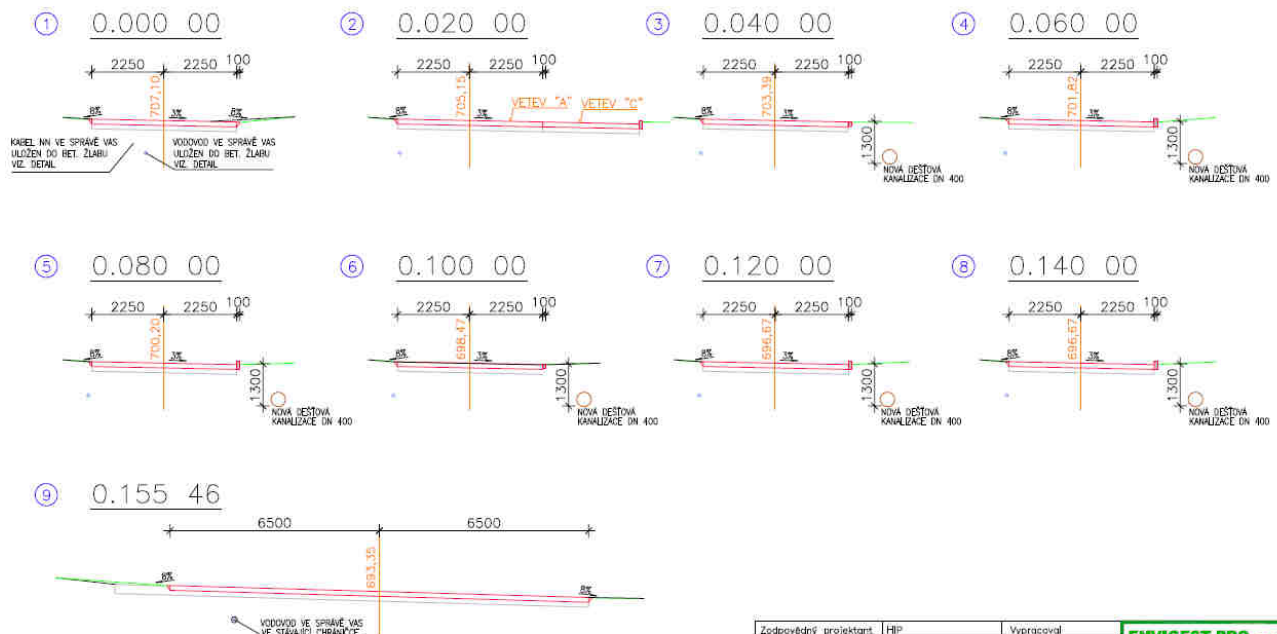 1 0.000 00
2250 2250 100
707,10
8% 3% 8%
KABEL NN VE SPRÁVĚ VAS
ULOŽEN DO BET. ŽLABU
VIZ. DETAIL
VODOVOD VE SPRÁVĚ VAS
ULOŽEN DO BET. ŽLABU
VIZ. DETAIL
2 0.020 00
2250 2250 100
705,15
8% 3%
VETEV "A" VETEV "C"
3 0.040 00
2250 2250 100
703,39
8% 3%
1300
NOVÁ DEŠŤOVÁ
KANALIZACE DN 400
4 0.060 00
2250 2250 100
701,82
8% 3%
1300
NOVÁ DEŠŤOVÁ
KANALIZACE DN 400
5 0.080 00
2250 2250 100
700,20
8% 3%
1300
NOVÁ DEŠŤOVÁ
KANALIZACE DN 400
6 0.100 00
2250 2250 100
698,47
8% 3%
1300
NOVÁ DEŠŤOVÁ
KANALIZACE DN 400
7 0.120 00
2250 2250 100
696,67
8% 3%
1300
NOVÁ DEŠŤOVÁ
KANALIZACE DN 400
8 0.140 00
2250 2250 100
696,67
8% 3%
1300
NOVÁ DEŠŤOVÁ
KANALIZACE DN 400
9 0.155 46
6500 6500
693,35
8% 8%
VODOVOD VE SPRÁVĚ VAS
VE STÁVAJÍCÍ CHRÁNIČCE
Zodpovědný projektant HIP Vypracoval